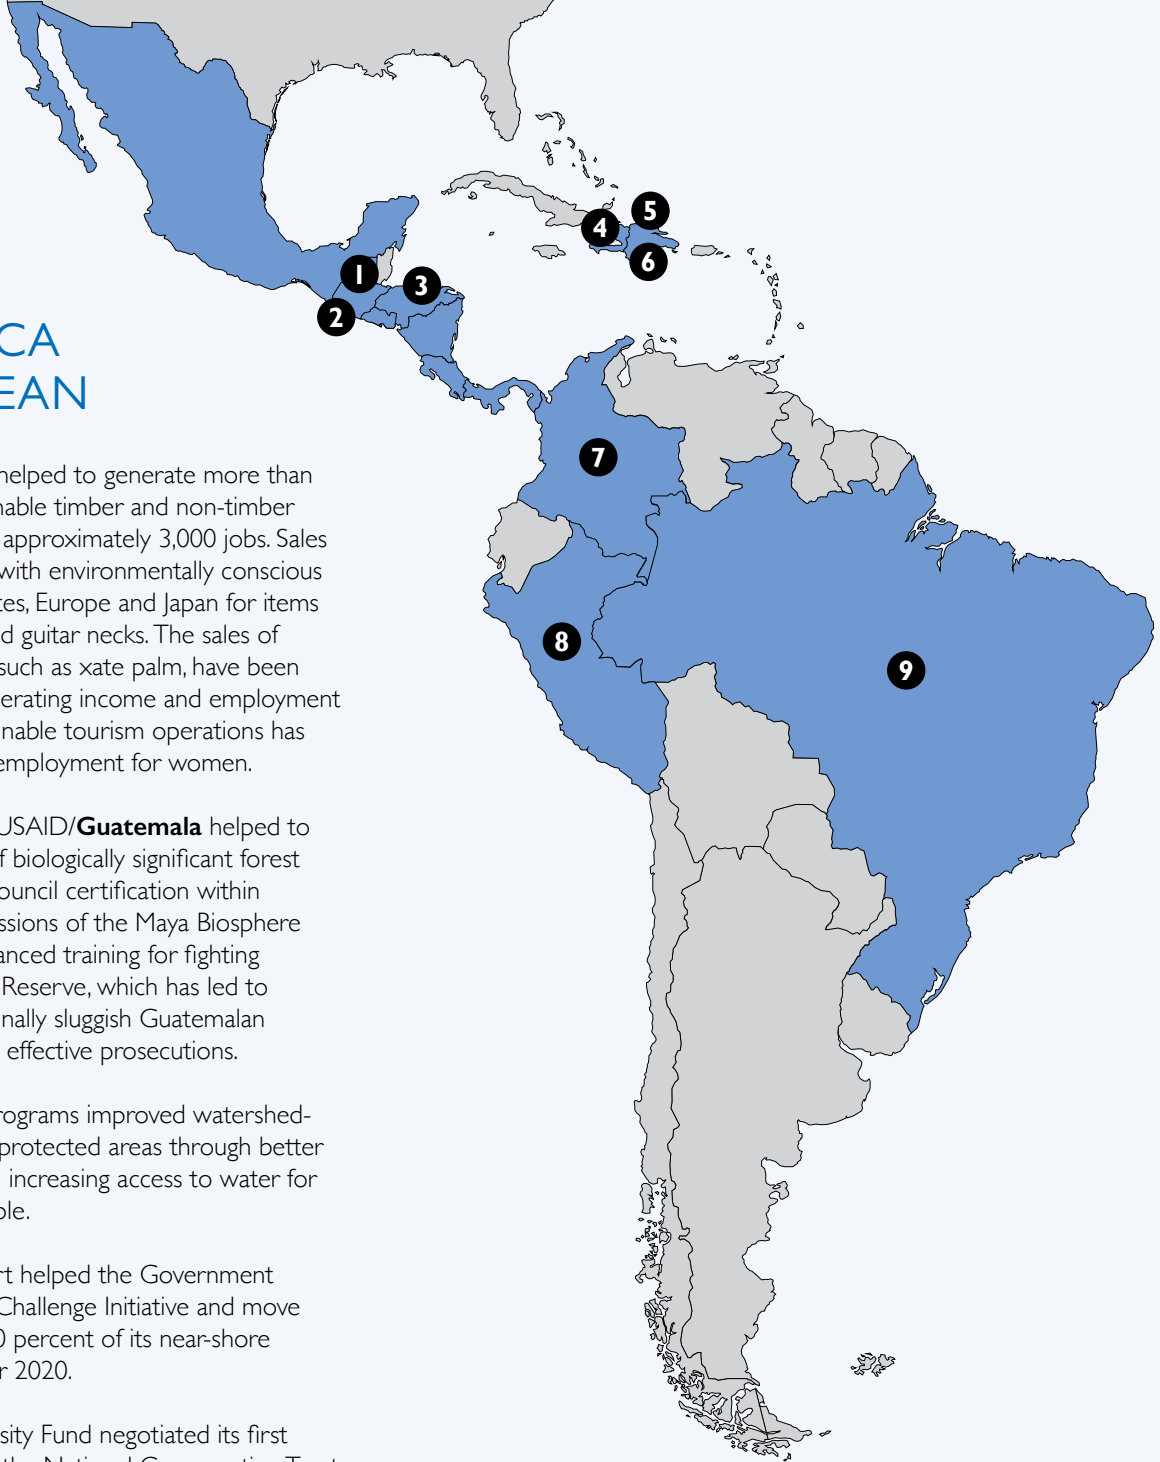 CA
EAN
helped to generate more than
nable timber and non-timber
approximately 3,000 jobs. Sales
with environmentally conscious
tes, Europe and Japan for items
d guitar necks. The sales of
such as xate palm, have been
erating income and employment
nable tourism operations has
employment for women.
USAID/Guatemala helped to
f biologically significant forest
ouncil certification within
ssions of the Maya Biosphere
anced training for fighting
Reserve, which has led to
nally sluggish Guatemalan
effective prosecutions.
rograms improved watershed-
protected areas through better
increasing access to water for
ple.
rt helped the Government
Challenge Initiative and move
0 percent of its near-shore
r 2020.
sity Fund negotiated its first
the National Conservation Trust
1
2
3
4
5
6
7
8
9